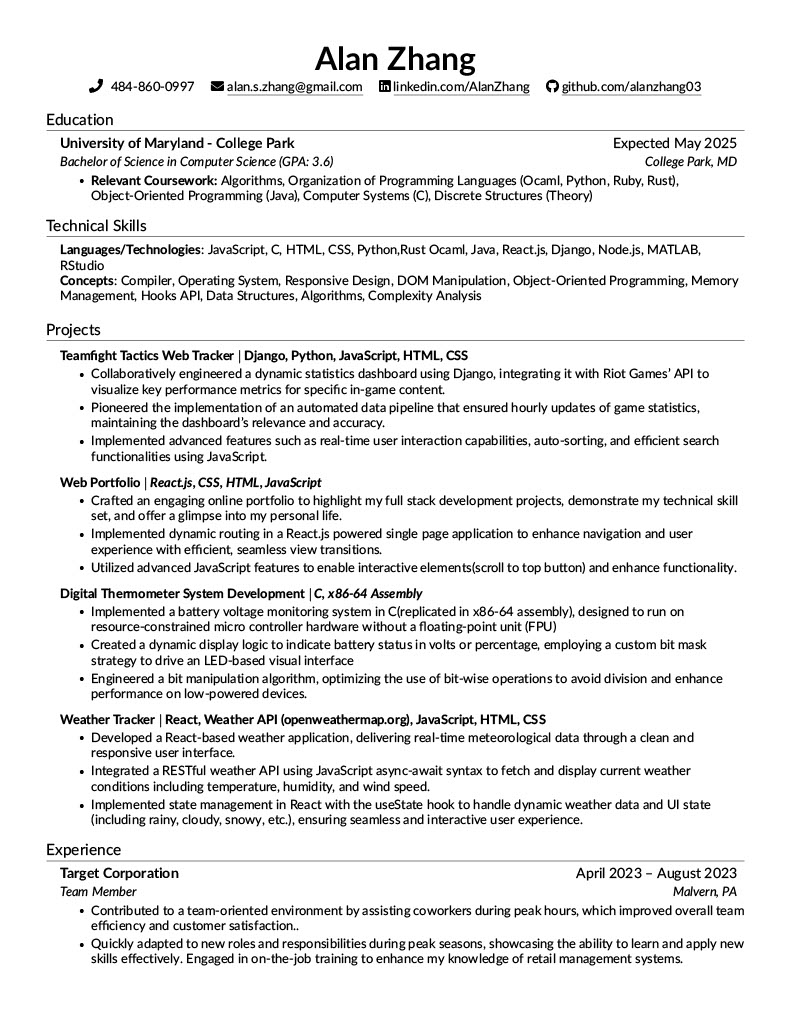 Alan Zhang
484-860-0997 alan.s.zhang@gmail.com linkedin.com/AlanZhang github.com/alanzhang03
Education
University of Maryland - College Park Expected May 2025
Bachelor of Science in Computer Science (GPA: 3.6) College Park, MD
• Relevant Coursework: Algorithms, Organization of Programming Languages (Ocaml, Python, Ruby, Rust),
Object-Oriented Programming (Java), Computer Systems (C), Discrete Structures (Theory)
Technical Skills
Languages/Technologies: JavaScript, C, HTML, CSS, Python,Rust Ocaml, Java, React.js, Django, Node.js, MATLAB,
RStudio
Concepts: Compiler, Operating System, Responsive Design, DOM Manipulation, Object-Oriented Programming, Memory
Management, Hooks API, Data Structures, Algorithms, Complexity Analysis
Projects
Teamfight Tactics Web Tracker | Django, Python, JavaScript, HTML, CSS
• Collaboratively engineered a dynamic statistics dashboard using Django, integrating it with Riot Games’ API to
visualize key performance metrics for specific in-game content.
• Pioneered the implementation of an automated data pipeline that ensured hourly updates of game statistics,
maintaining the dashboard’s relevance and accuracy.
• Implemented advanced features such as real-time user interaction capabilities, auto-sorting, and efficient search
functionalities using JavaScript.
Web Portfolio | React.js, CSS, HTML, JavaScript
• Crafted an engaging online portfolio to highlight my full stack development projects, demonstrate my technical skill
set, and offer a glimpse into my personal life.
• Implemented dynamic routing in a React.js powered single page application to enhance navigation and user
experience with efficient, seamless view transitions.
• Utilized advanced JavaScript features to enable interactive elements(scroll to top button) and enhance functionality.
Digital Thermometer System Development | C, x86-64 Assembly
• Implemented a battery voltage monitoring system in C(replicated in x86-64 assembly), designed to run on
resource-constrained micro controller hardware without a floating-point unit (FPU)
• Created a dynamic display logic to indicate battery status in volts or percentage, employing a custom bit mask
strategy to drive an LED-based visual interface
• Engineered a bit manipulation algorithm, optimizing the use of bit-wise operations to avoid division and enhance
performance on low-powered devices.
Weather Tracker | React, Weather API (openweathermap.org), JavaScript, HTML, CSS
• Developed a React-based weather application, delivering real-time meteorological data through a clean and
responsive user interface.
• Integrated a RESTful weather API using JavaScript async-await syntax to fetch and display current weather
conditions including temperature, humidity, and wind speed.
• Implemented state management in React with the useState hook to handle dynamic weather data and UI state
(including rainy, cloudy, snowy, etc.), ensuring seamless and interactive user experience.
Experience
Target Corporation April 2023 – August 2023
Team Member Malvern, PA
• Contributed to a team-oriented environment by assisting coworkers during peak hours, which improved overall team
efficiency and customer satisfaction..
• Quickly adapted to new roles and responsibilities during peak seasons, showcasing the ability to learn and apply new
skills effectively. Engaged in on-the-job training to enhance my knowledge of retail management systems.